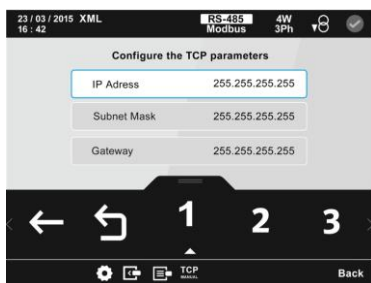 23 / 03 / 2015 XML RS-485 4W
16 : 42 Modbus 3Ph
Configure the TCP parameters
IP Adress 255.255.255.255
Subnet Mask 255.255.255.255
Gateway 255.255.255.255
1 2 3
TCP
MANUAL
Back